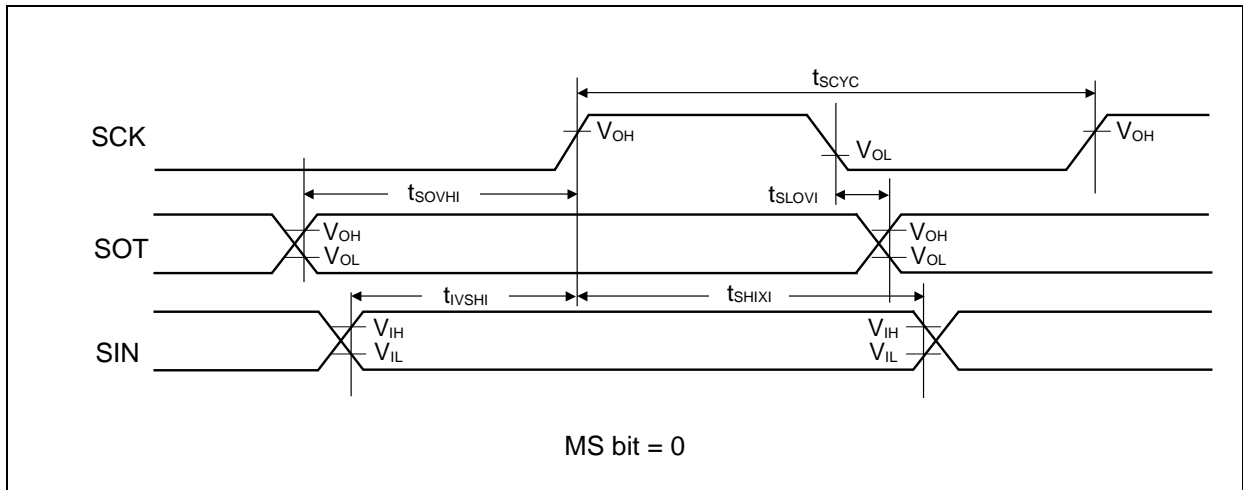 tSCYC
SCK
VOH
VOL
VOH
tSOVHI
tSLOVI
SOT
VOH
VOL
VOH
VOL
tIVSHI
tSHIXI
SIN
VIH
VIL
VIH
VIL
MS bit = 0